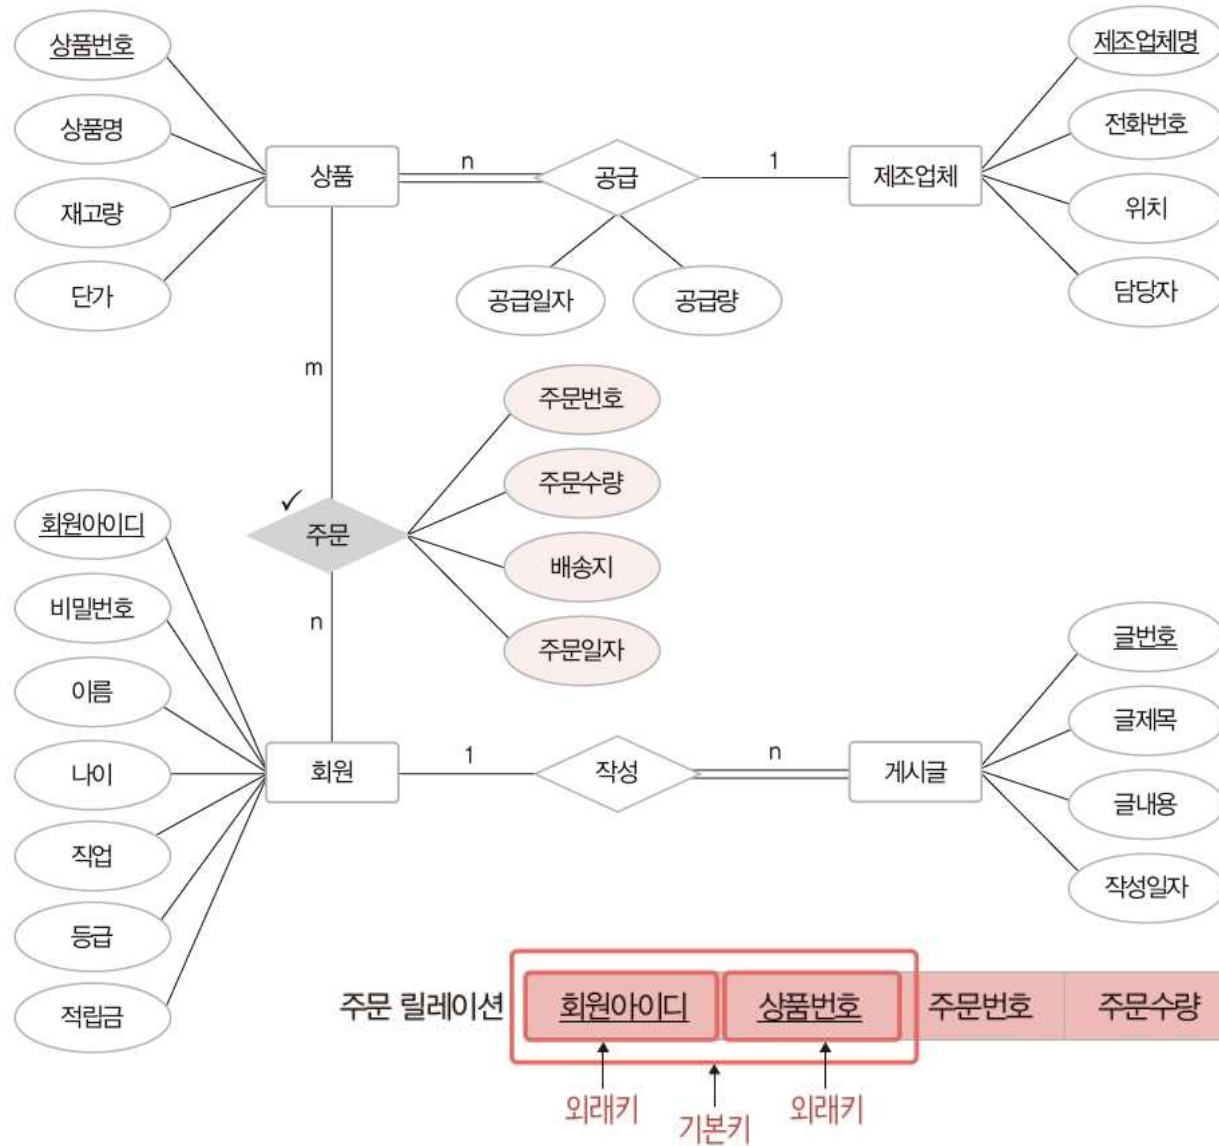 상품번호
상품명
재고량
단가
상품
n
공급
1
제조업체
제조업체명
전화번호
위치
담당자
공급일자
공급량
m
주문번호
주문수량
배송지
주문일자
✓
주문
n
회원아이디
비밀번호
이름
나이
직업
등급
적립금
회원
1
작성
n
게시글
글번호
글제목
글내용
작성일자
주문 릴레이션 회원아이디 상품번호 주문번호 주문수량
외래키 기본키 외래키